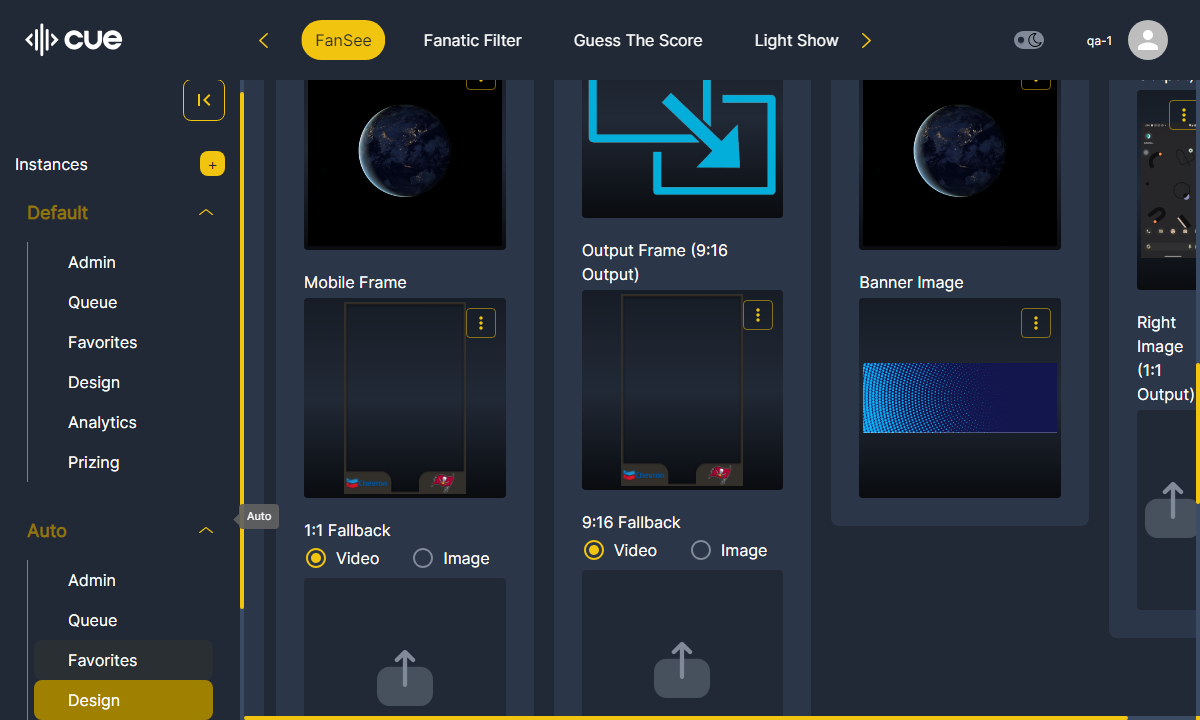 cue
FanSee
Fanatic Filter
Guess The Score
Light Show
qa-1
Instances
+
Default
Admin
Queue
Favorites
Design
Analytics
Prizing
Auto
Auto
Admin
Queue
Favorites
Design
Mobile Frame
1:1 Fallback
Video
Image
Output Frame (9:16
Output)
9:16 Fallback
Video
Image
Banner Image
Right
Image
(1:1
Output)